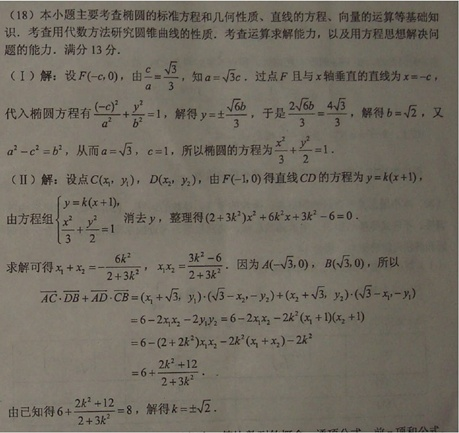 (18)本小题主要考查椭圆的标准方程和几何性质、直线的方程、向量的运算等基础知
识. 考查用代数方法研究圆锥曲线的性质. 考查运算求解能力,以及用方程思想解决问
题的能力. 满分 13 分.
(Ⅰ)解:设F(-c,0),由c/a=√3/3,知a=√3c. 过点 F 且与x轴垂直的直线为x=-c,
代入椭圆方程有(-c)²/a²+y²/b²=1,解得y=±√6b/3,于是2√6b/3=4√3/3,解得b=√2,又
a²-c²=b²,从而a=√3,c=1,所以椭圆的方程为x²/3+y²/2=1.
(Ⅱ)解:设点C(x₁, y₁),D(x₂, y₂),由F(-1,0)得直线CD的方程为y=k(x+1),
由方程组{y=k(x+1), x²/3+y²/2=1 消去y,整理得(2+3k²)x²+6k²x+3k²-6=0.
求解可得x₁+x₂=-6k²/(2+3k²),x₁x₂=(3k²-6)/(2+3k²). 因为A(-√3,0),B(√3,0),所以
AC·DB+AD·CB=(x₁+√3, y₁)·(√3-x₂,-y₂)+(x₂+√3, y₂)·(√3-x₁,-y₁)
=6-2x₁x₂-2y₁y₂=6-2x₁x₂-2k²(x₁+1)(x₂+1)
=6-(2+2k²)x₁x₂-2k²(x₁+x₂)-2k²
=6+(2k²+12)/(2+3k²).
由已知得6+(2k²+12)/(2+3k²)=8,解得k=±√2.